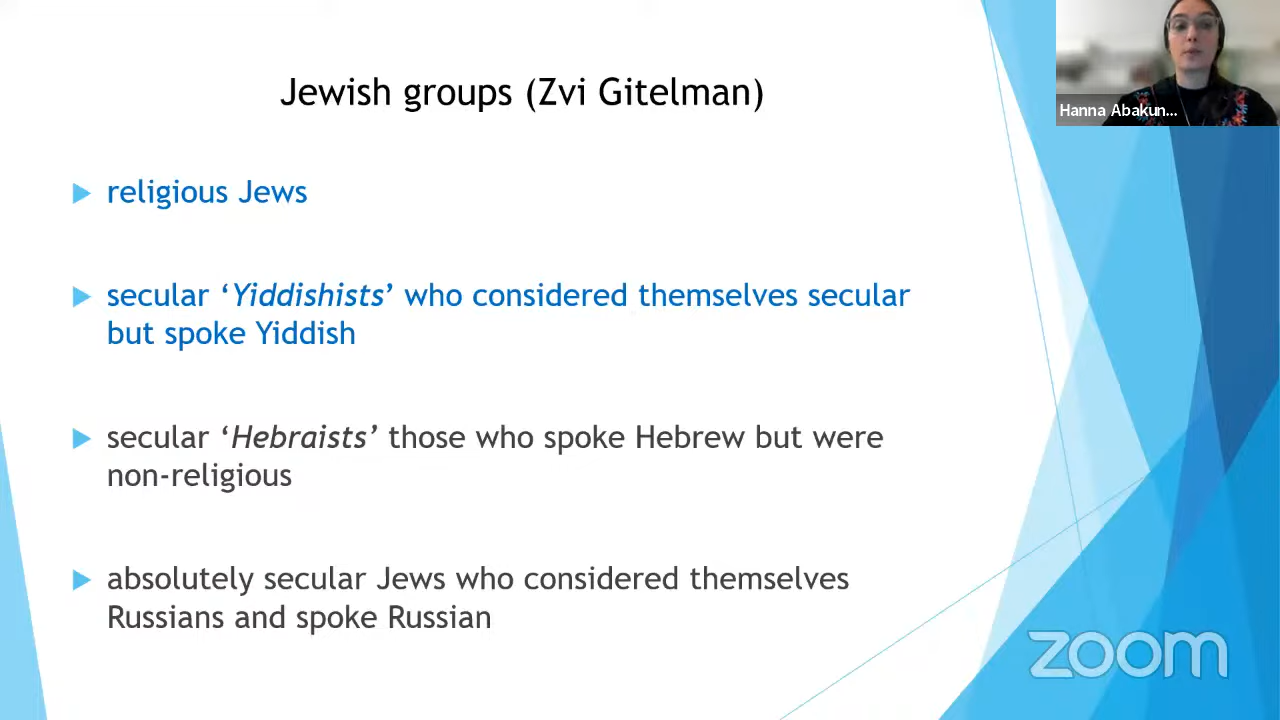 Jewish groups (Zvi Gitelman)
Hanna Abakun...
religious Jews
secular ‘Yiddishists’ who considered themselves secular
but spoke Yiddish
secular ‘Hebraists’ those who spoke Hebrew but were
non-religious
absolutely secular Jews who considered themselves
Russians and spoke Russian
zoom